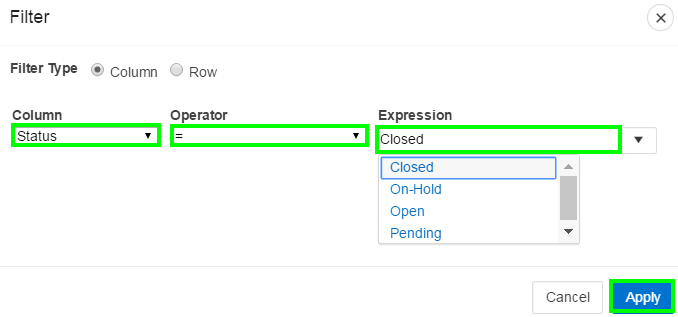 Filter
Filter Type Column Row
Column Operator Expression
Status = Closed
Closed
On-Hold
Open
Pending
Cancel Apply